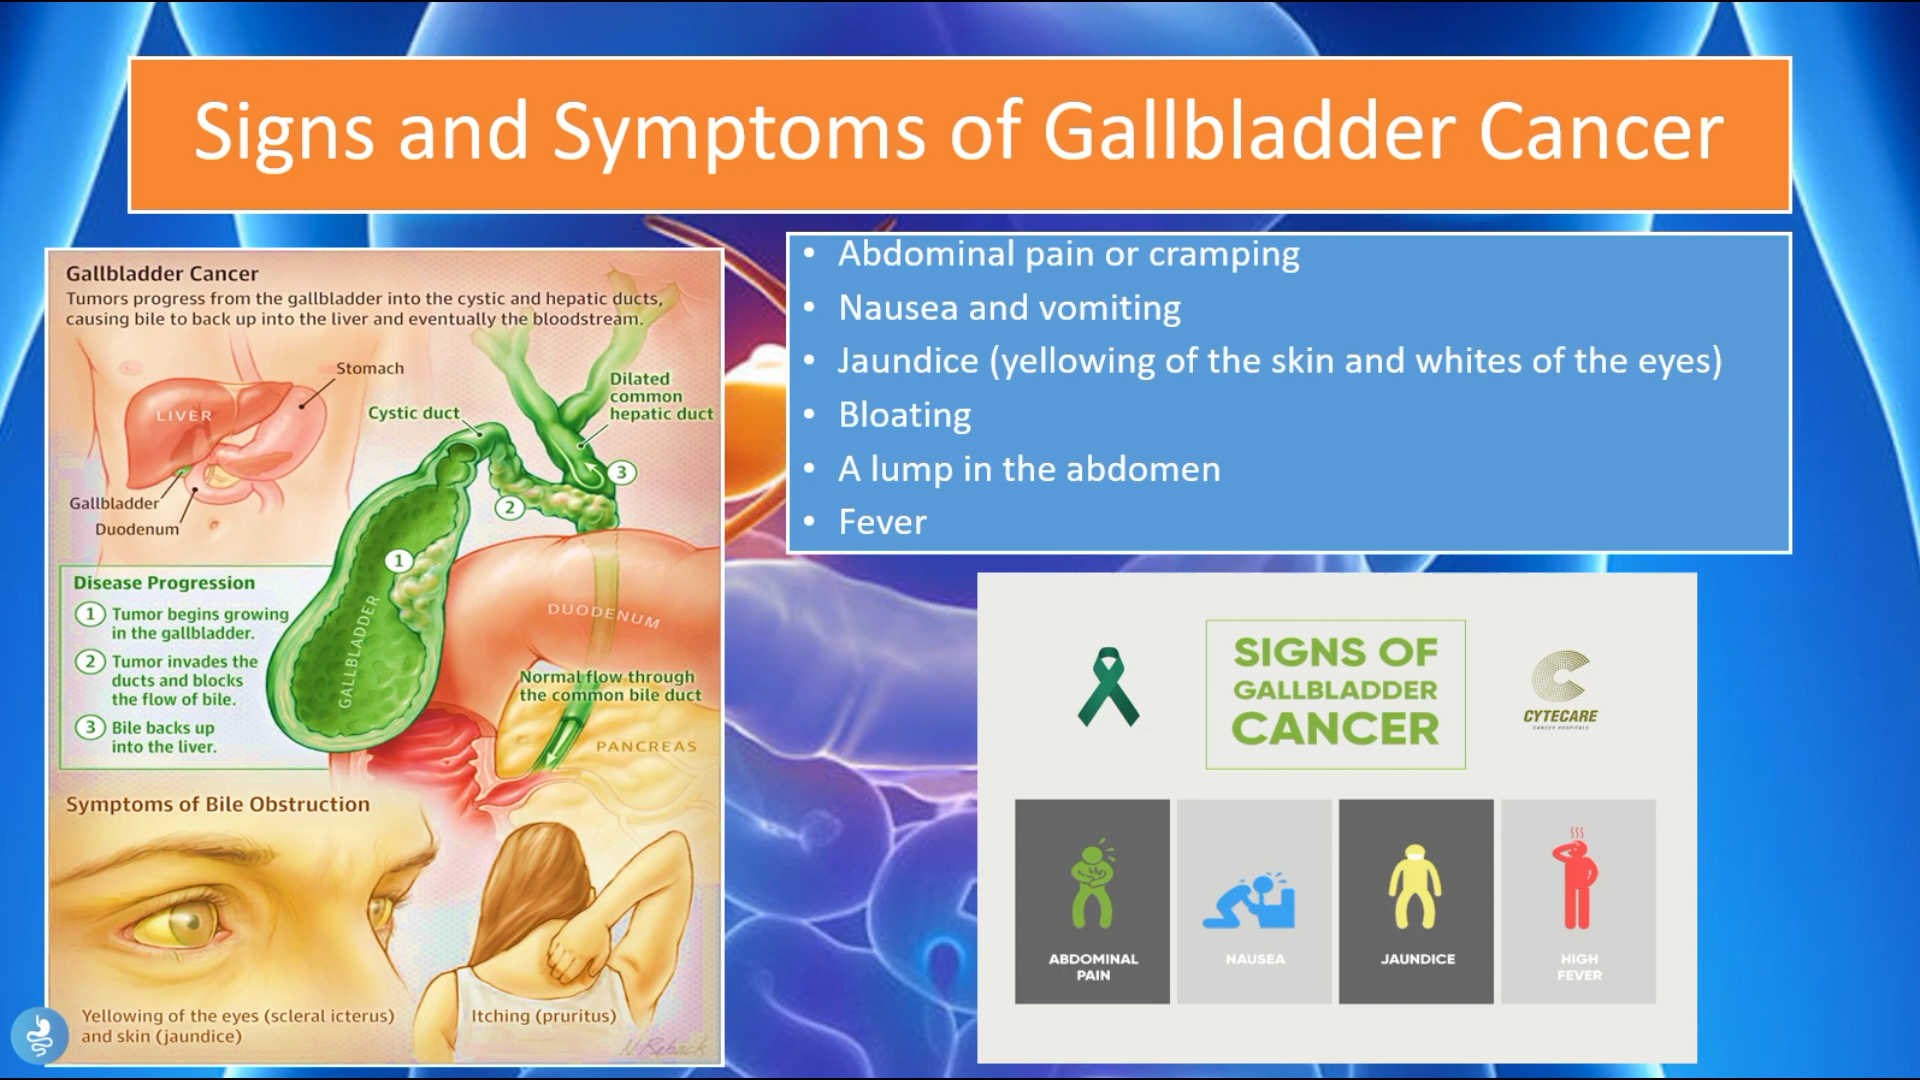 Signs and Symptoms of Gallbladder Cancer
Gallbladder Cancer
Tumors progress from the gallbladder into the cystic and hepatic ducts,
causing bile to back up into the liver and eventually the bloodstream.
Stomach
LIVER
Cystic duct
Dilated
common
hepatic duct
3
Gallbladder
2
Duodenum
1
Disease Progression
1 Tumor begins growing
in the gallbladder.
2 Tumor invades the
ducts and blocks
the flow of bile.
3 Bile backs up
into the liver.
GALLBLADDER
DUODENUM
Normal flow through
the common bile duct
PANCREAS
Symptoms of Bile Obstruction
Yellowing of the eyes (scleral icterus)
and skin (jaundice)
Itching (pruritus)
• Abdominal pain or cramping
• Nausea and vomiting
• Jaundice (yellowing of the skin and whites of the eyes)
• Bloating
• A lump in the abdomen
• Fever
SIGNS OF
GALLBLADDER
CANCER
CYTECARE
CANCER HOSPITALS
ABDOMINAL
PAIN
NAUSEA
JAUNDICE
HIGH
FEVER